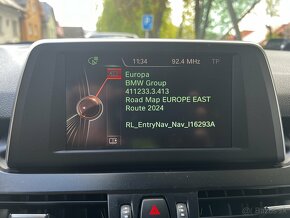 11:34 92.4 MHz TP
Europa
BMW Group
411233.3.413
Road Map EUROPE EAST
Route 2024
RL_EntryNav_Nav_I16293A